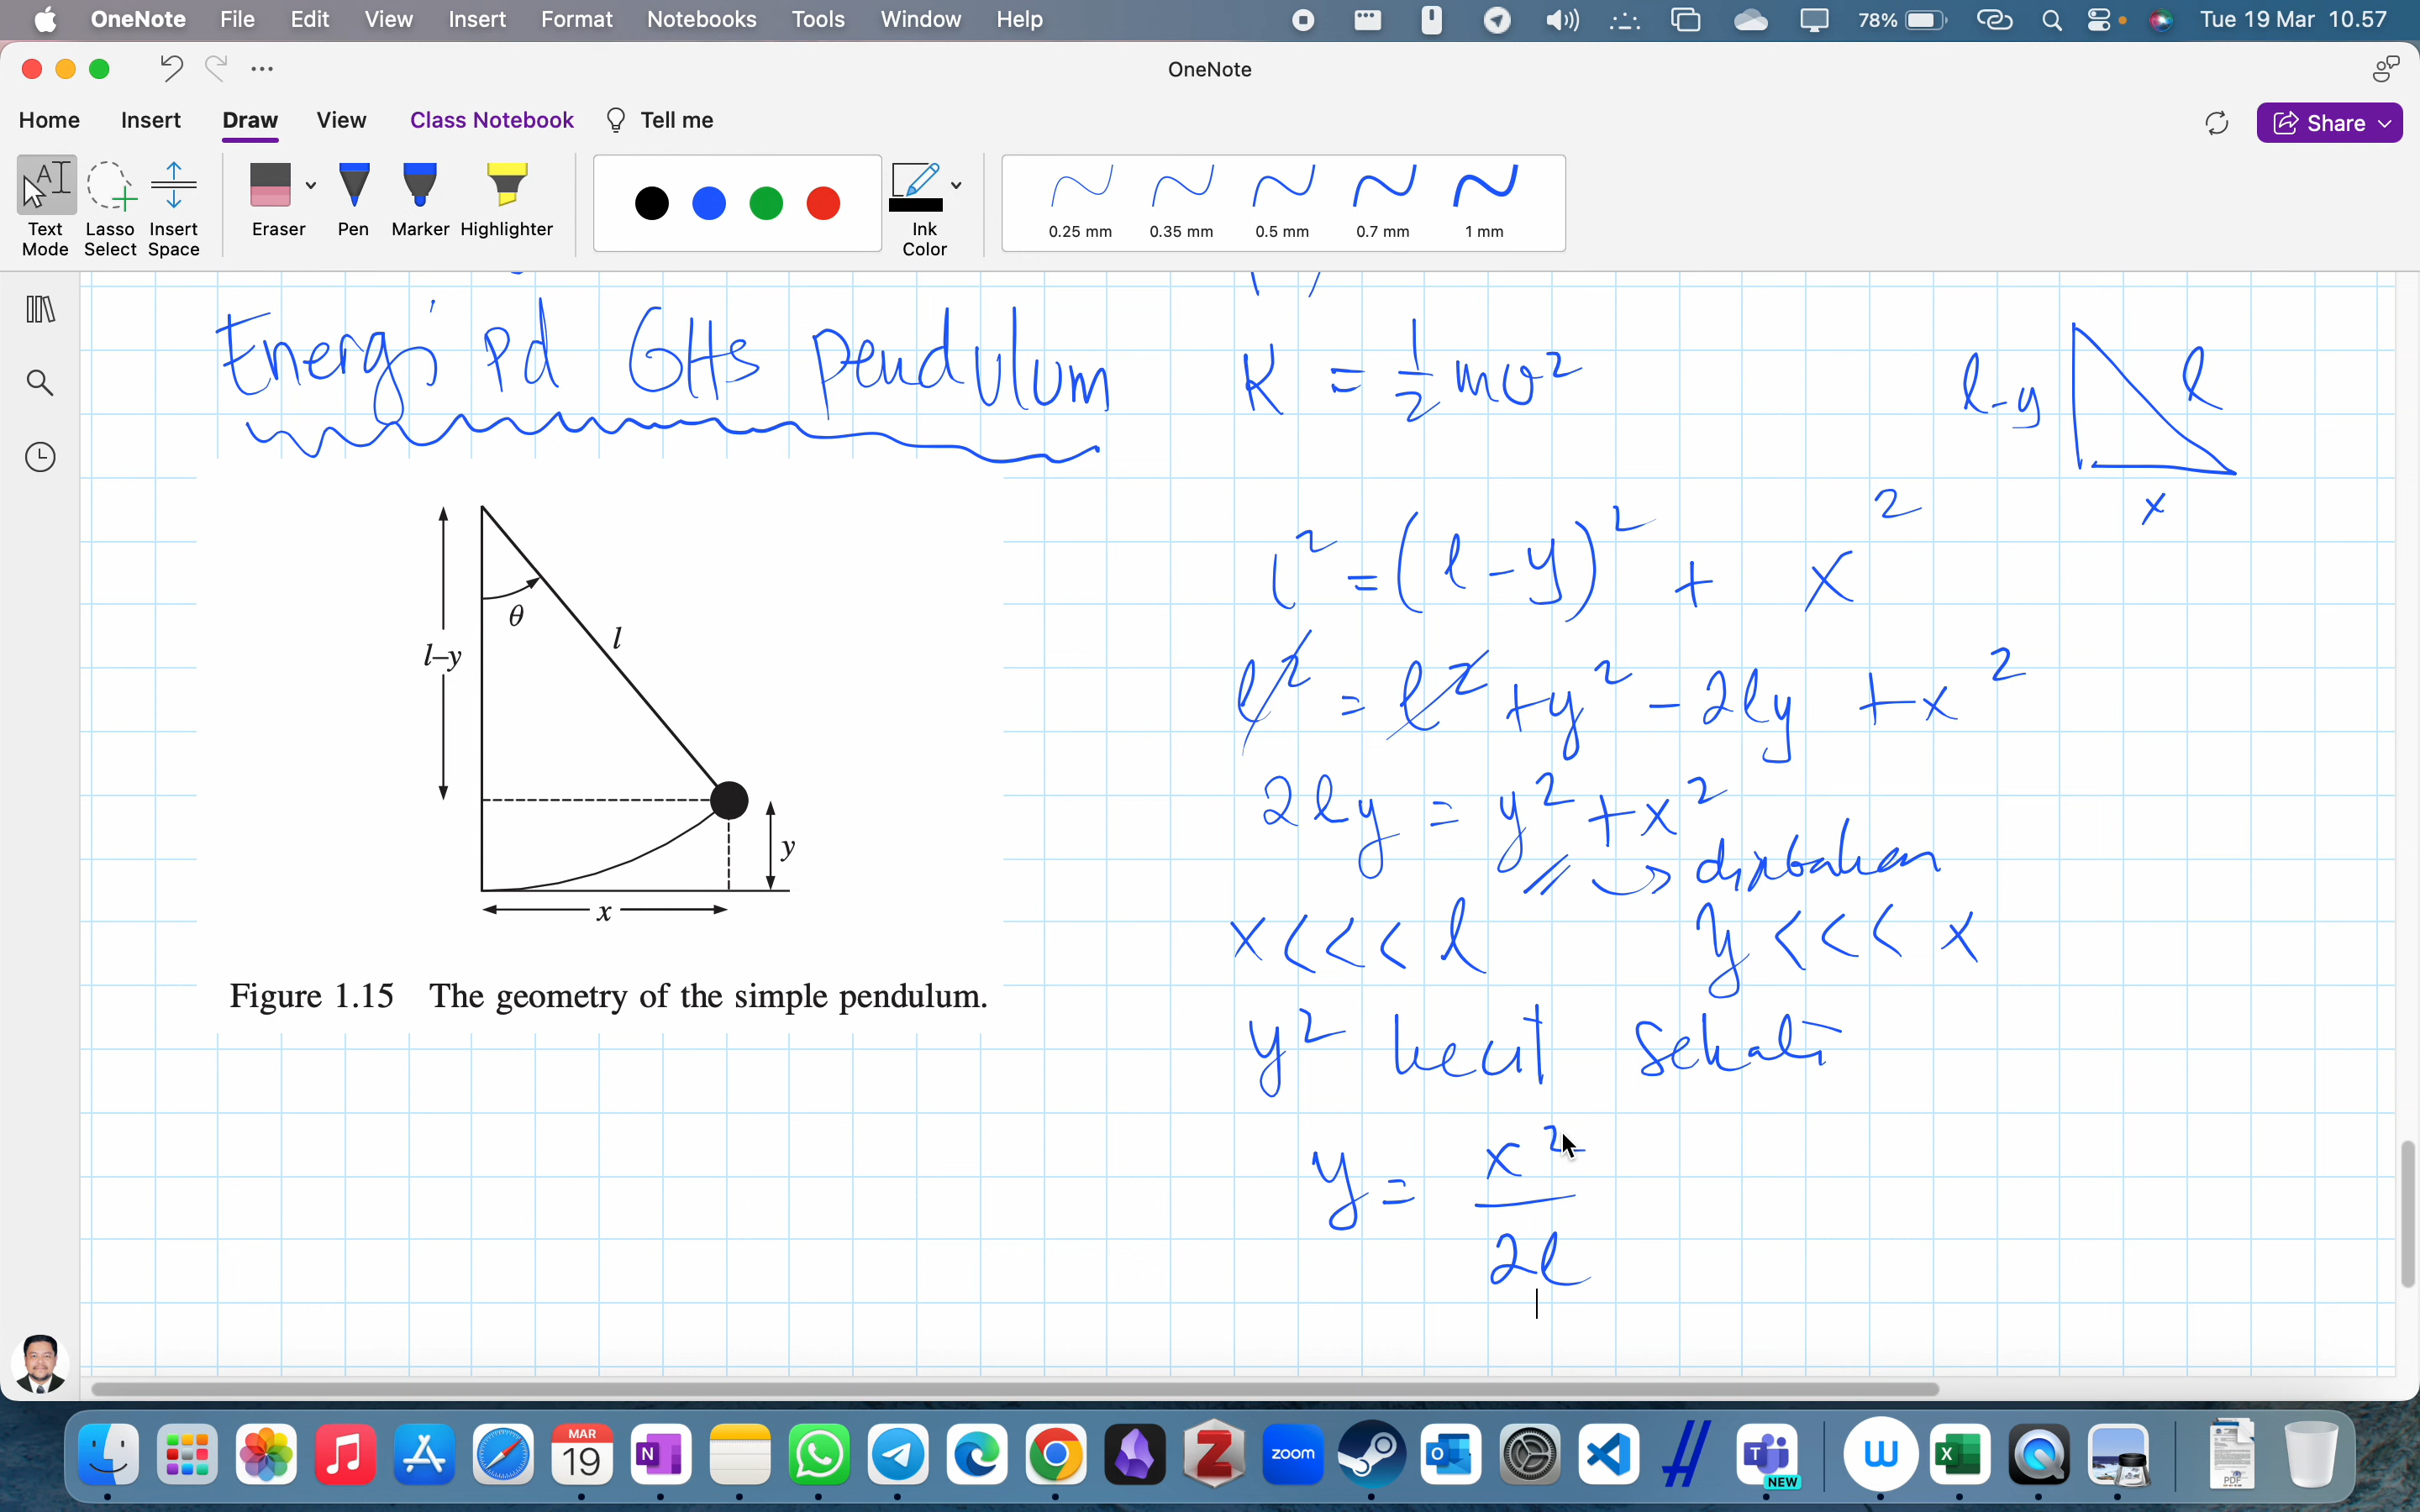 OneNote File Edit View Insert Format Notebooks Tools Window Help 78% Tue 19 Mar 10.57
OneNote
Home Insert Draw View Class Notebook Tell me Share
Text Mode
Lasso Select
Insert Space
Eraser
Pen
Marker
Highlighter
Ink Color
0.25 mm 0.35 mm 0.5 mm 0.7 mm 1 mm
Energi pd GHs pendulum
θ
l
l–y
y
x
Figure 1.15 The geometry of the simple pendulum.
K = 1/2 mv²
l-y l
x
l² = (l-y)² + x²
l² = l² + y² - 2ly + x²
2ly = y² + x²
x <<< l y <<< x
y² kecil sekali
y = x²/2l
MAR
19
N
zoom
O
T
NEW
W
X
PDF